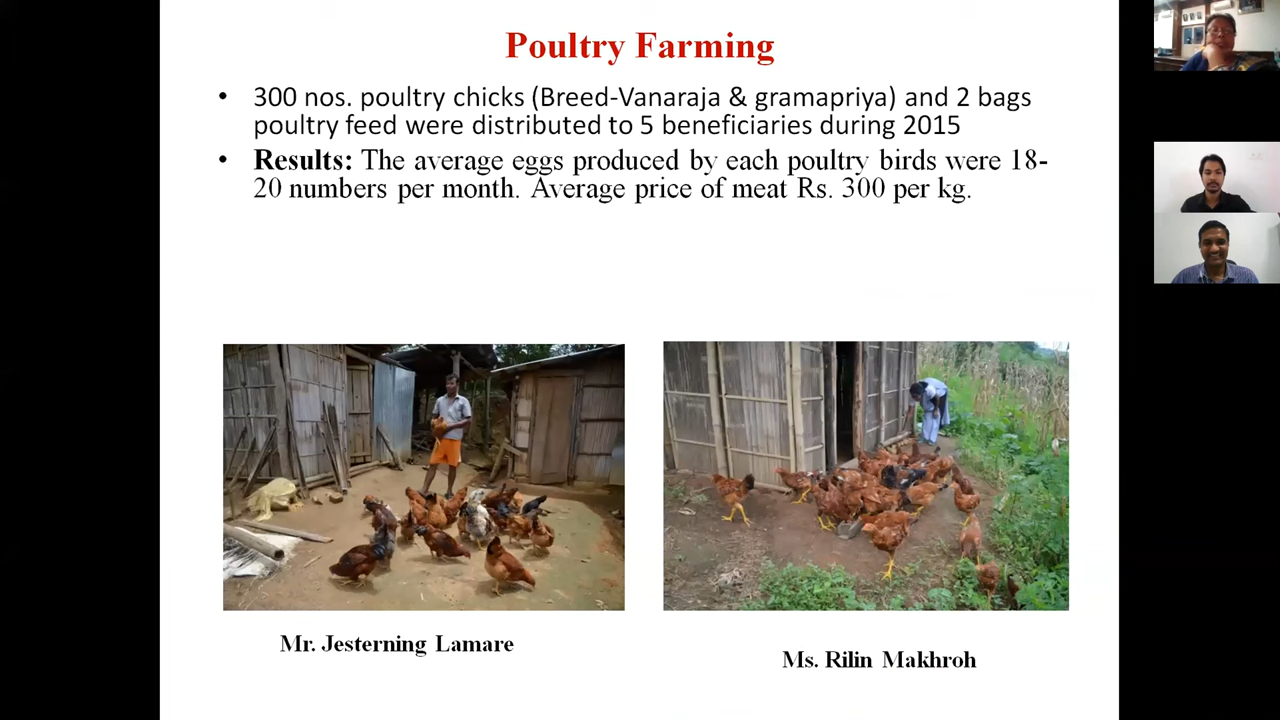 Poultry Farming
• 300 nos. poultry chicks (Breed-Vanaraja & gramapriya) and 2 bags
poultry feed were distributed to 5 beneficiaries during 2015
• Results: The average eggs produced by each poultry birds were 18-
20 numbers per month. Average price of meat Rs. 300 per kg.
Mr. Jesterning Lamare
Ms. Rilin Makhroh